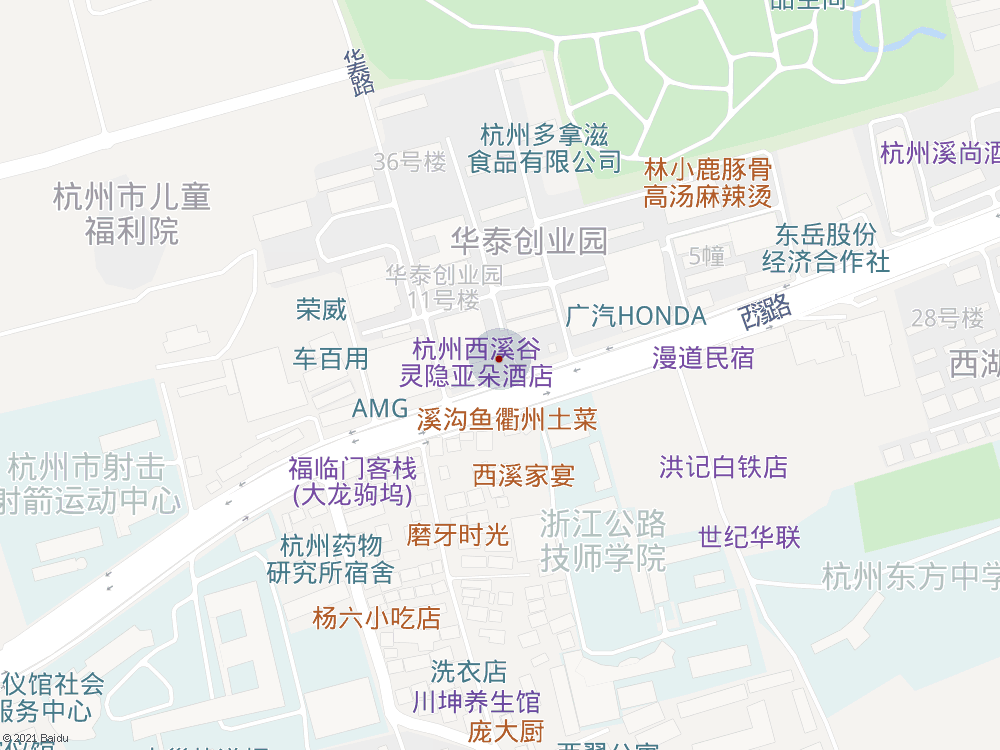 品空间
华泰路
杭州多拿滋
食品有限公司
36号楼
杭州溪尚酒
林小鹿豚骨
高汤麻辣烫
杭州市儿童
福利院
华泰创业园
东岳股份
经济合作社
5幢
华泰创业园
11号楼
荣威
广汽HONDA
西溪路
28号楼
车百用
杭州西溪谷
灵隐亚朵酒店
漫道民宿
西湖
AMG
溪沟鱼衢州土菜
杭州市射击
射箭运动中心
福临门客栈
(大龙驹坞)
西溪家宴
洪记白铁店
磨牙时光
浙江公路
技师学院
世纪华联
杭州药物
研究所宿舍
杭州东方中学
杨六小吃店
洗衣店
仪馆社会
服务中心
川坤养生馆
庞大厨
© 2021 Baidu